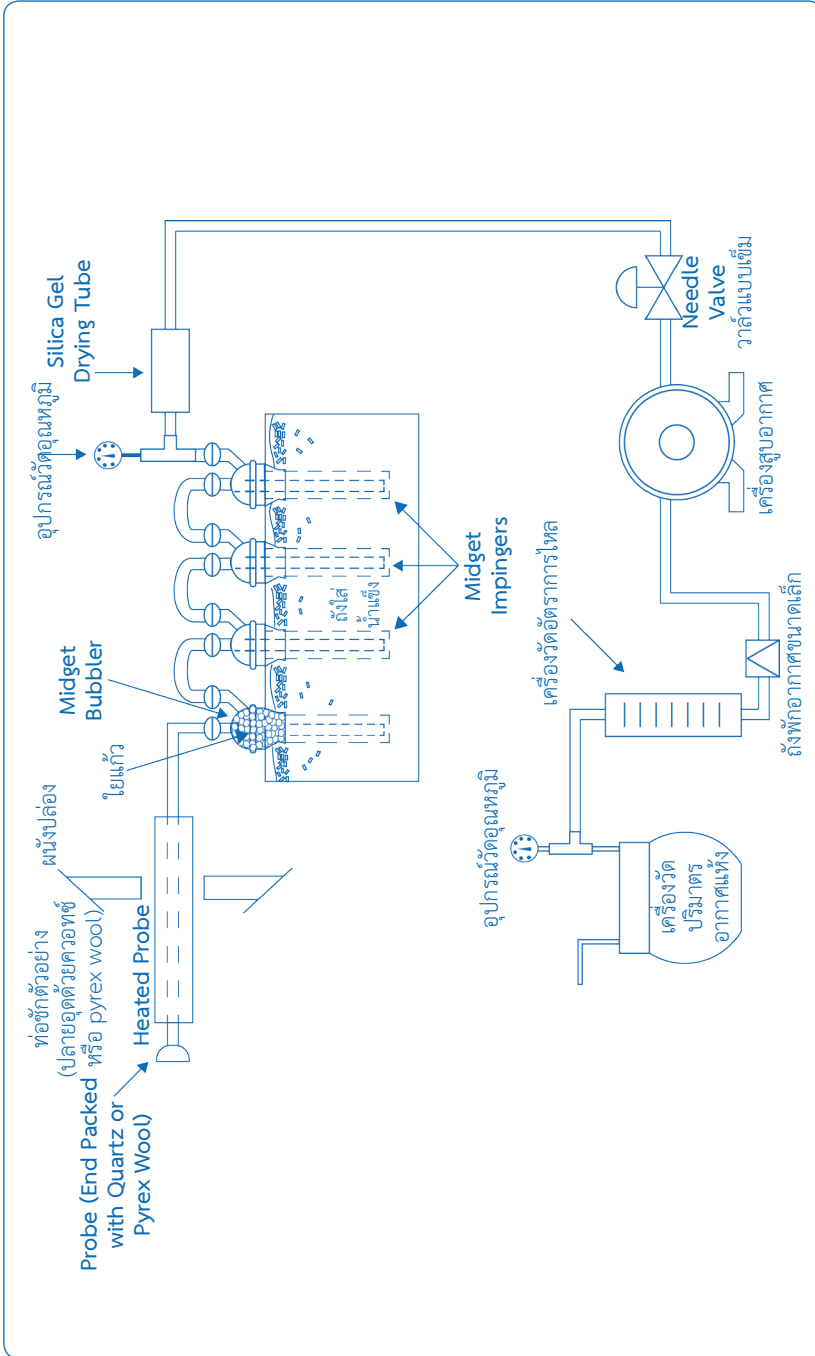 ท่อชักตัวอย่าง
(ปลายอุดด้วยควอทซ์
หรือ pyrex wool)
Probe (End Packed
with Quartz or
Pyrex Wool)
Heated Probe
ผนังปล่อง
ใยแก้ว
Midget
Bubbler
อุปกรณ์วัดอุณหภูมิ
Silica Gel
Drying Tube
ถังใส่
น้ำแข็ง
Midget
Impingers
อุปกรณ์วัดอุณหภูมิ
เครื่องวัด
ปริมาตร
อากาศแห้ง
เครื่องวัดอัตราการไหล
ถังพักอากาศขนาดเล็ก
เครื่องสูบอากาศ
Needle
Valve
วาล์วแบบเข็ม